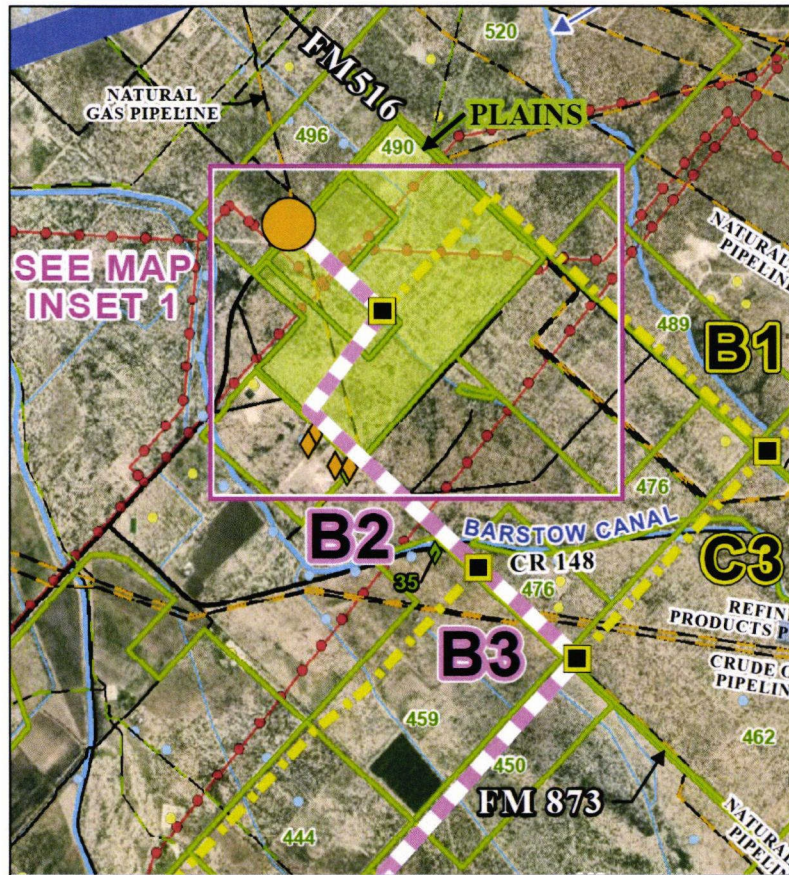 520
FM516
NATURAL
GAS PIPELINE
PLAINS
496
490
NATURAL
PIPELINE
SEE MAP
INSET 1
489
B1
476
BARSTOW CANAL
B2
C3
CR 148
35
476
REFIN
PRODUCTS P
B3
CRUDE O
PIPELIN
459
462
450
FM 873
NATURAL
PIPELIN
444